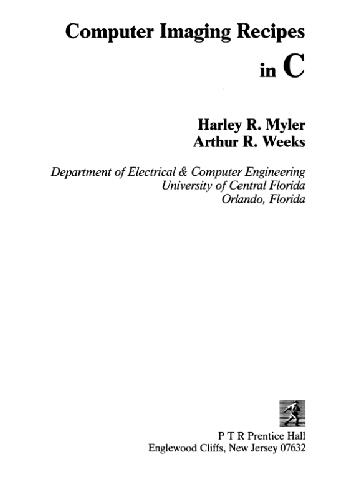 Computer Imaging Recipes
in C
Harley R. Myler
Arthur R. Weeks
Department of Electrical & Computer Engineering
University of Central Florida
Orlando, Florida
P T R Prentice Hall
Englewood Cliffs, New Jersey 07632